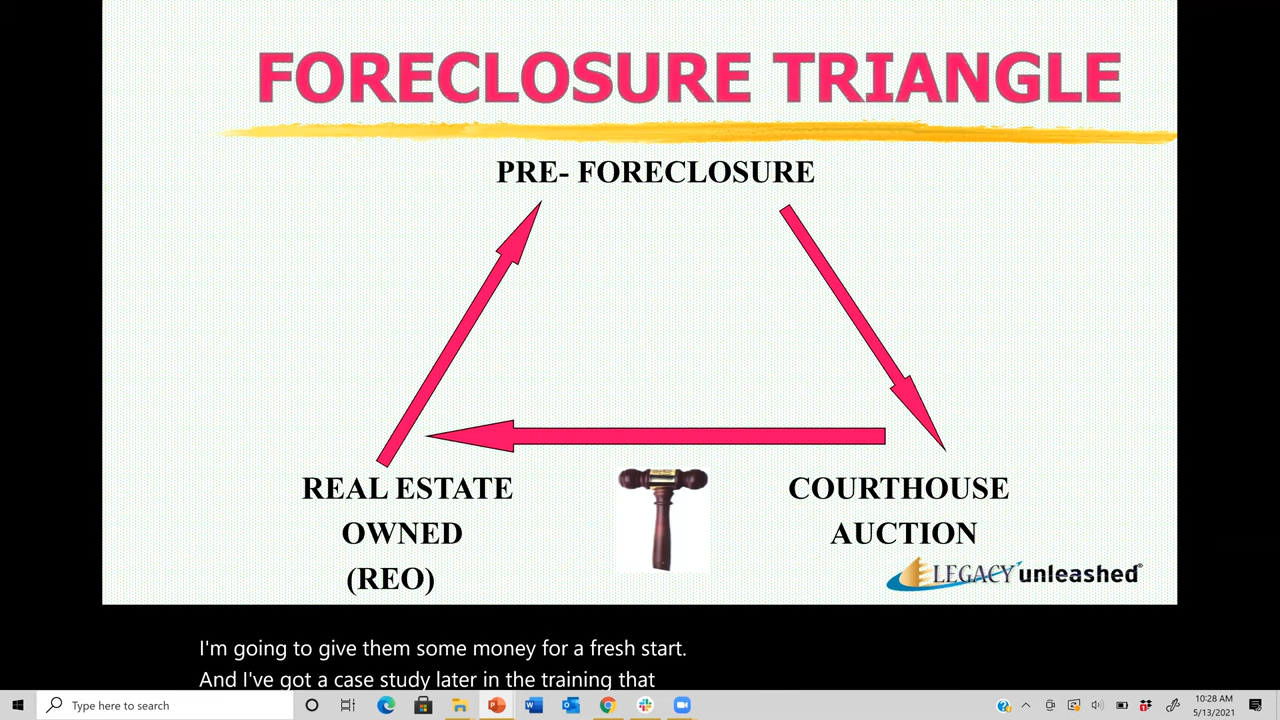 FORECLOSURE TRIANGLE
PRE- FORECLOSURE
REAL ESTATE
OWNED
(REO)
COURTHOUSE
AUCTION
LEGACY unleashed®
I'm going to give them some money for a fresh start.
And I've got a case study later in the training that
Type here to search
10:28 AM
5/13/2021